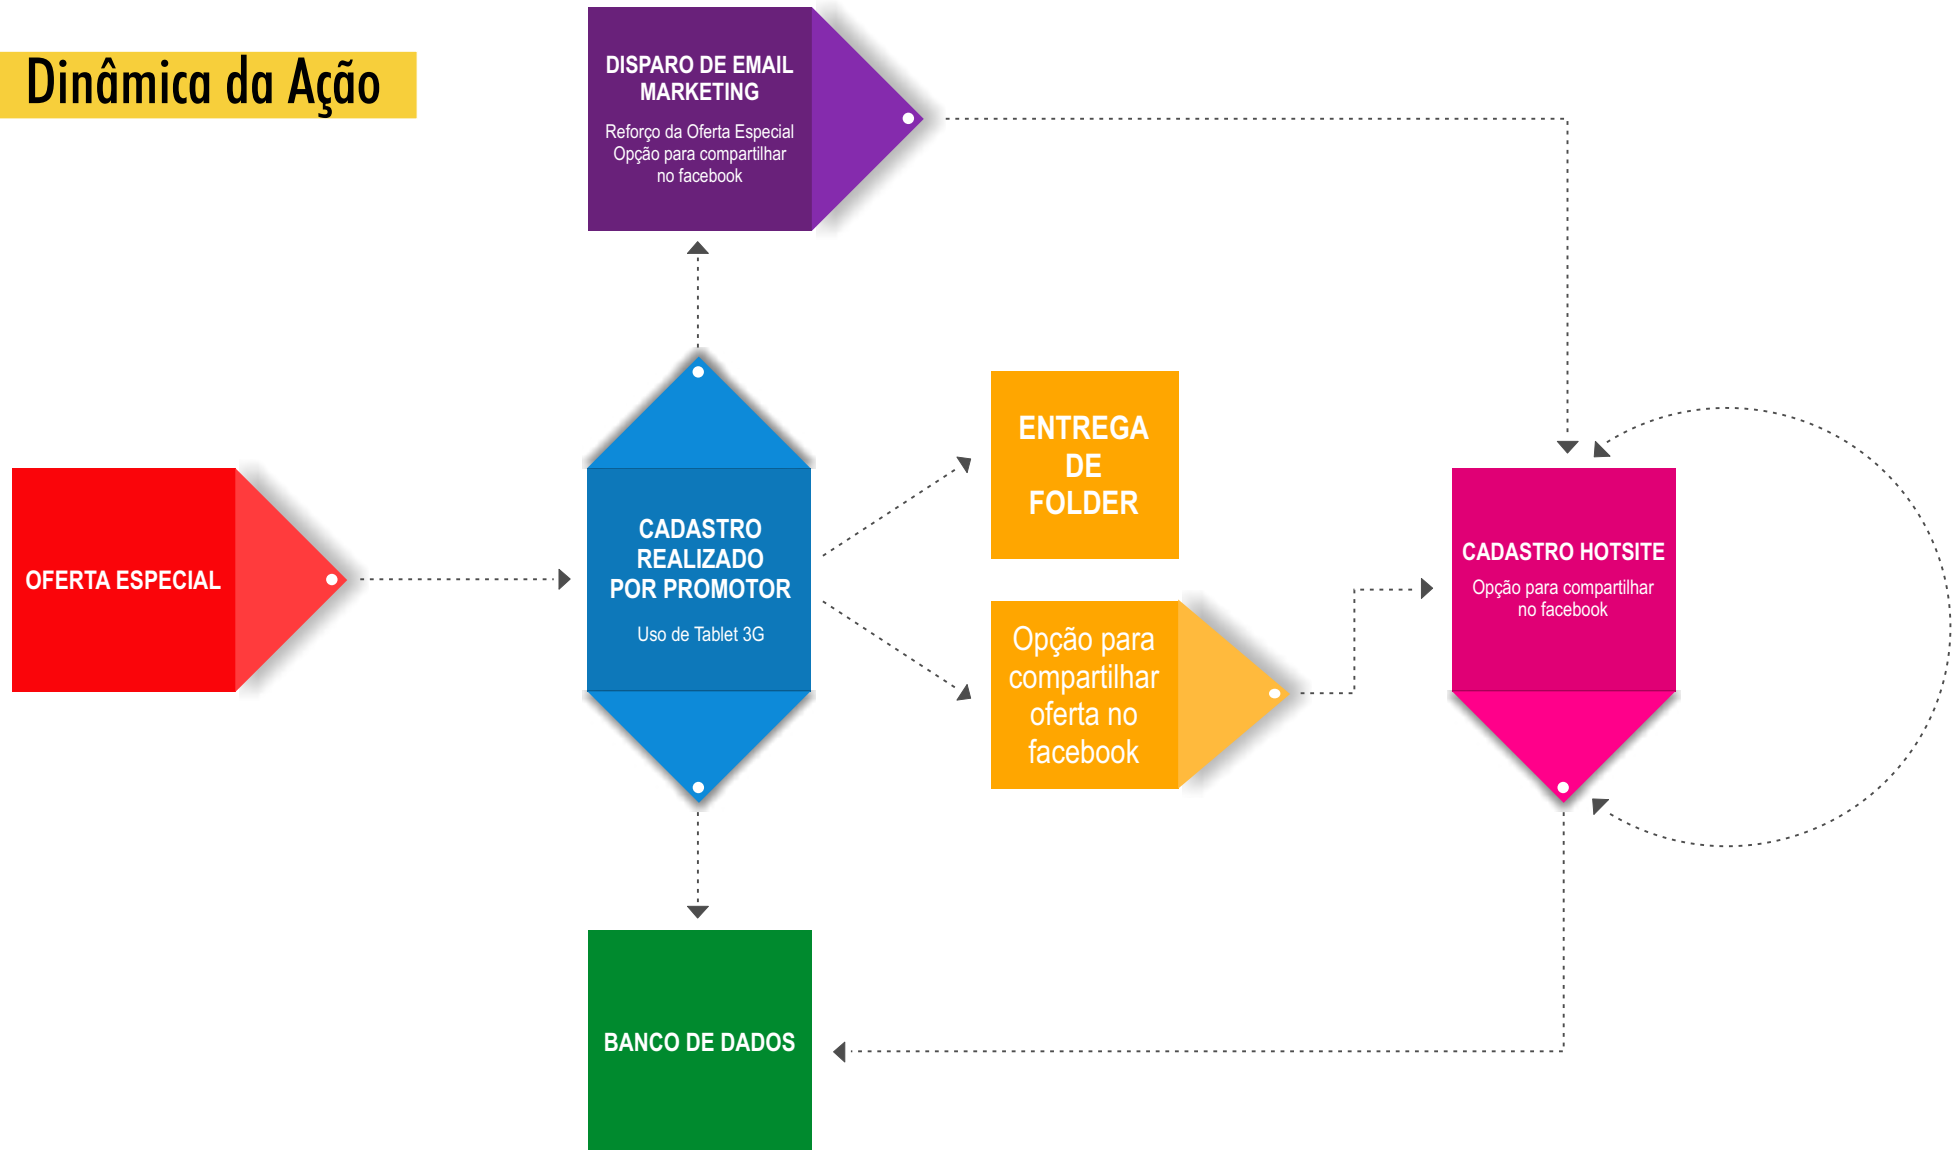 Dinâmica da Ação
DISPARO DE EMAIL
MARKETING
Reforço da Oferta Especial
Opção para compartilhar
no facebook
OFERTA ESPECIAL
CADASTRO
REALIZADO
POR PROMOTOR
Uso de Tablet 3G
ENTREGA
DE
FOLDER
Opção para
compartilhar
oferta no
facebook
CADASTRO HOTSITE
Opção para compartilhar
no facebook
BANCO DE DADOS